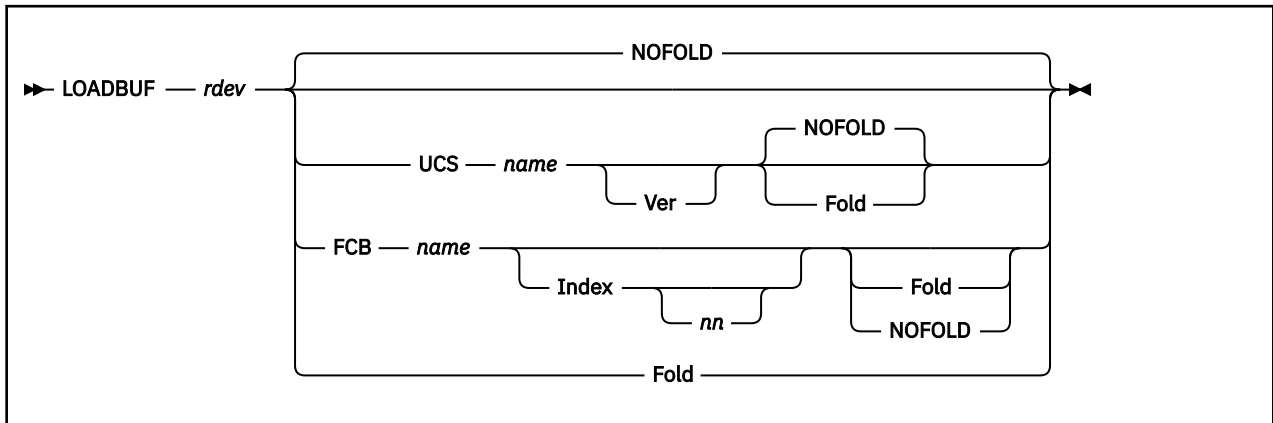 NOFOLD
LOADBUF rdev
NOFOLD
UCS name
Ver Fold
FCB name
Index Fold
nn NOFOLD
Fold